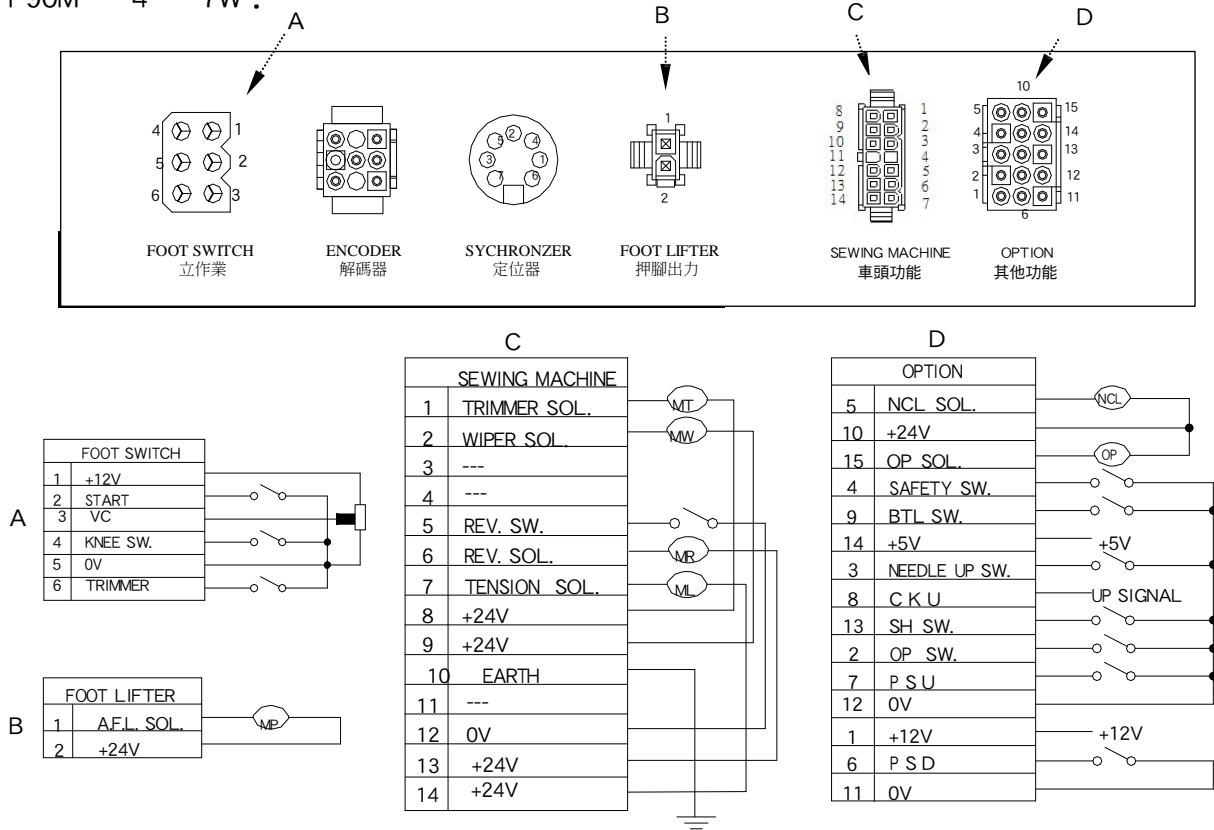 A
B
C
D
8 1
9 2
10 3
11 4
12 5
13 6
14 7
10
5 15
4 14
3 13
2 12
1 11
6
4 1
5 2
6 3
5 2 4
3 1
7 6
1
2
FOOT SWITCH
立作業
ENCODER
解碼器
SYCHRONZER
定位器
FOOT LIFTER
押腳出力
SEWING MACHINE
車頭功能
OPTION
其他功能
A
FOOT SWITCH
1 +12V
2 START
3 VC
4 KNEE SW.
5 0V
6 TRIMMER
B
FOOT LIFTER
1 A.F.L. SOL. MP
2 +24V
C
SEWING MACHINE
1 TRIMMER SOL. MT
2 WIPER SOL. MW
3 ---
4 ---
5 REV. SW.
6 REV. SOL. MR
7 TENSION SOL. ML
8 +24V
9 +24V
10 EARTH
11 ---
12 0V
13 +24V
14 +24V
D
OPTION
5 NCL SOL. NCL
10 +24V
15 OP SOL. OP
4 SAFETY SW.
9 BTL SW.
14 +5V +5V
3 NEEDLE UP SW.
8 C K U UP SIGNAL
13 SH SW.
2 OP SW.
7 P S U
12 0V
1 +12V +12V
6 P S D
11 0V